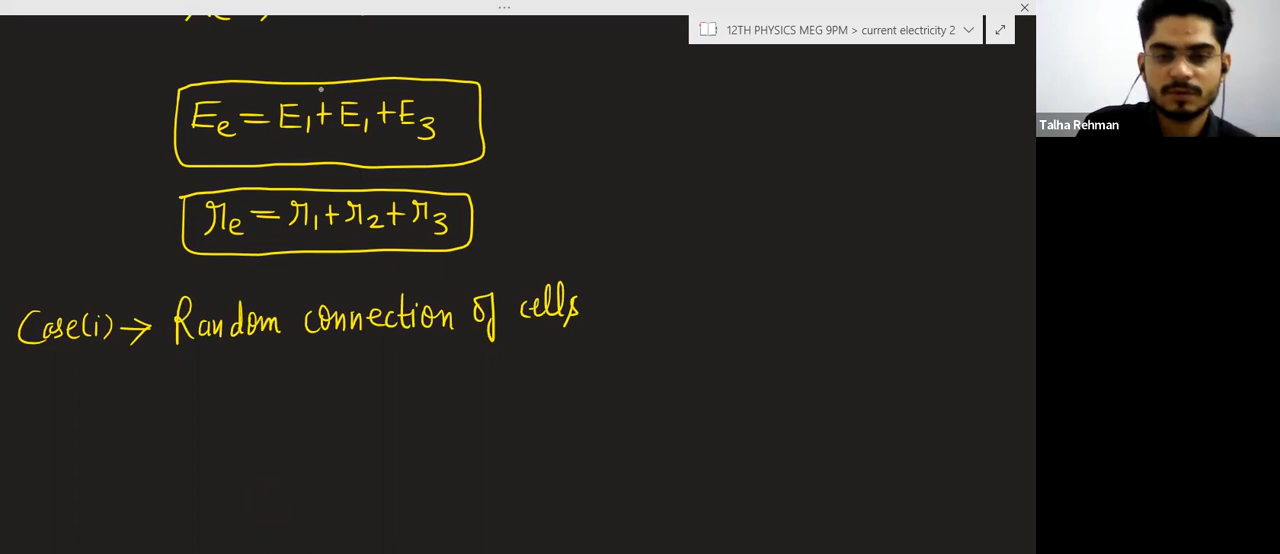 12TH PHYSICS MEG 9PM > current electricity 2
Talha Rehman
Ee = E1 + E1 + E3
re = r1 + r2 + r3
Case(i) → Random connection of cells